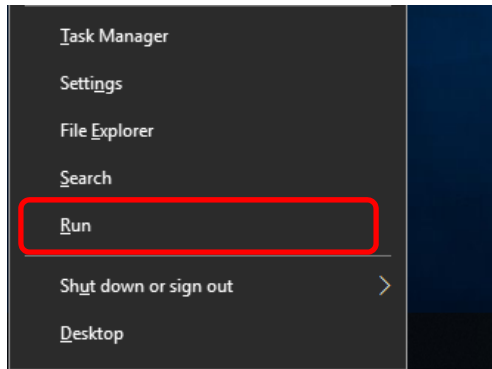 Task Manager
Settings
File Explorer
Search
Run
Shut down or sign out
Desktop